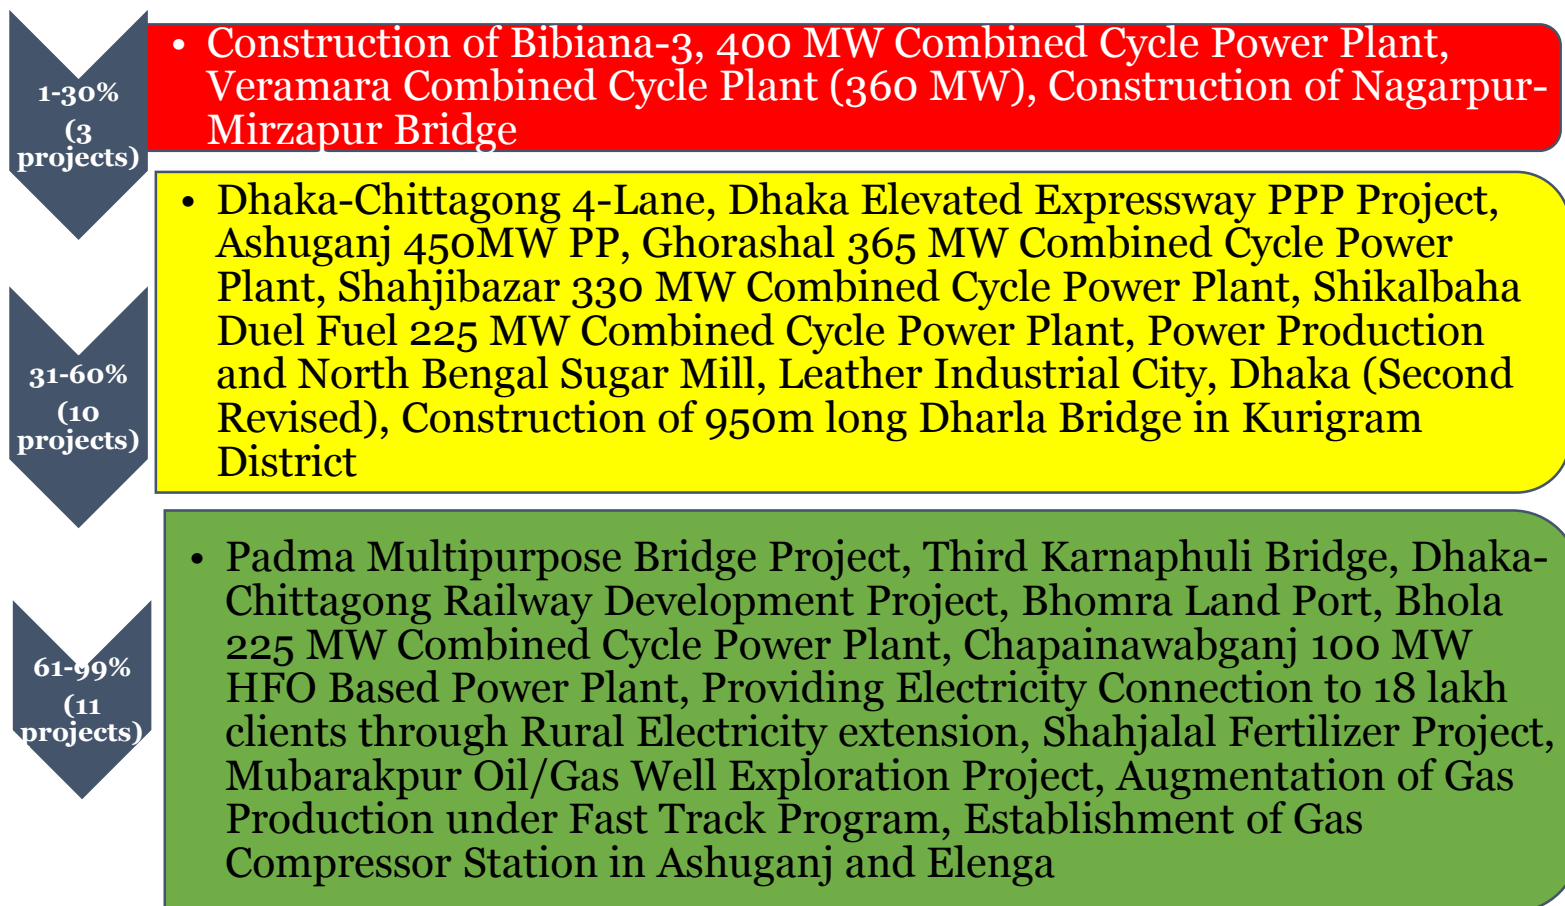 1-30%
(3
projects)
• Construction of Bibiana-3, 400 MW Combined Cycle Power Plant,
Veramara Combined Cycle Plant (360 MW), Construction of Nagarpur-
Mirzapur Bridge
31-60%
(10
projects)
• Dhaka-Chittagong 4-Lane, Dhaka Elevated Expressway PPP Project,
Ashuganj 450MW PP, Ghorashal 365 MW Combined Cycle Power
Plant, Shahjibazar 330 MW Combined Cycle Power Plant, Shikalbaha
Duel Fuel 225 MW Combined Cycle Power Plant, Power Production
and North Bengal Sugar Mill, Leather Industrial City, Dhaka (Second
Revised), Construction of 950m long Dharla Bridge in Kurigram
District
61-99%
(11
projects)
• Padma Multipurpose Bridge Project, Third Karnaphuli Bridge, Dhaka-
Chittagong Railway Development Project, Bhomra Land Port, Bhola
225 MW Combined Cycle Power Plant, Chapainawabganj 100 MW
HFO Based Power Plant, Providing Electricity Connection to 18 lakh
clients through Rural Electricity extension, Shahjalal Fertilizer Project,
Mubarakpur Oil/Gas Well Exploration Project, Augmentation of Gas
Production under Fast Track Program, Establishment of Gas
Compressor Station in Ashuganj and Elenga